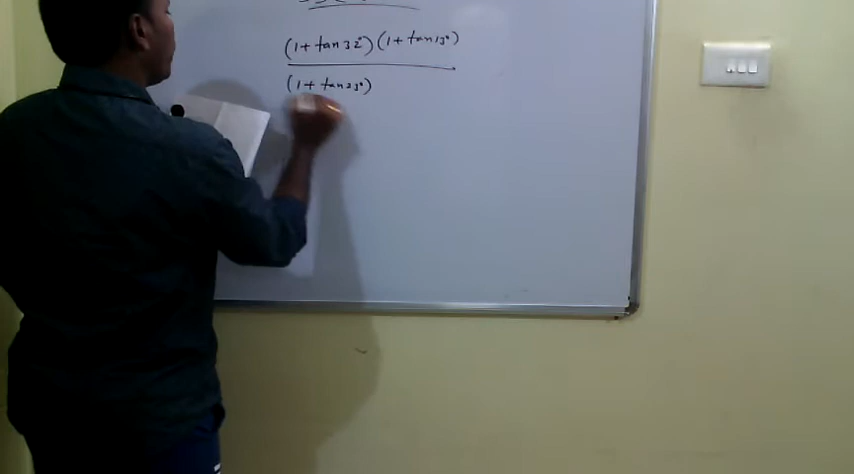 (1 + tan 32°)(1 + tan 13°)
(1 + tan 23°)